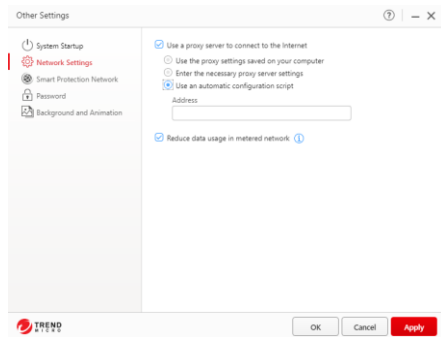 Other Settings
System Startup
Network Settings
Smart Protection Network
Password
Background and Animation
Use a proxy server to connect to the Internet
Use the proxy settings saved on your computer
Enter the necessary proxy server settings
Use an automatic configuration script
Address
Reduce data usage in metered network
TREND
MICRO
OK
Cancel
Apply